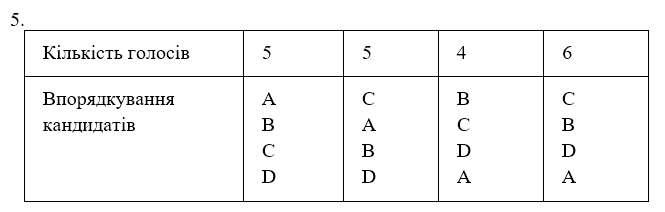 5.
Кількість голосів 5 5 4 6
Впорядкування A C B C
кандидатів B A C B
C B D D
D D A A